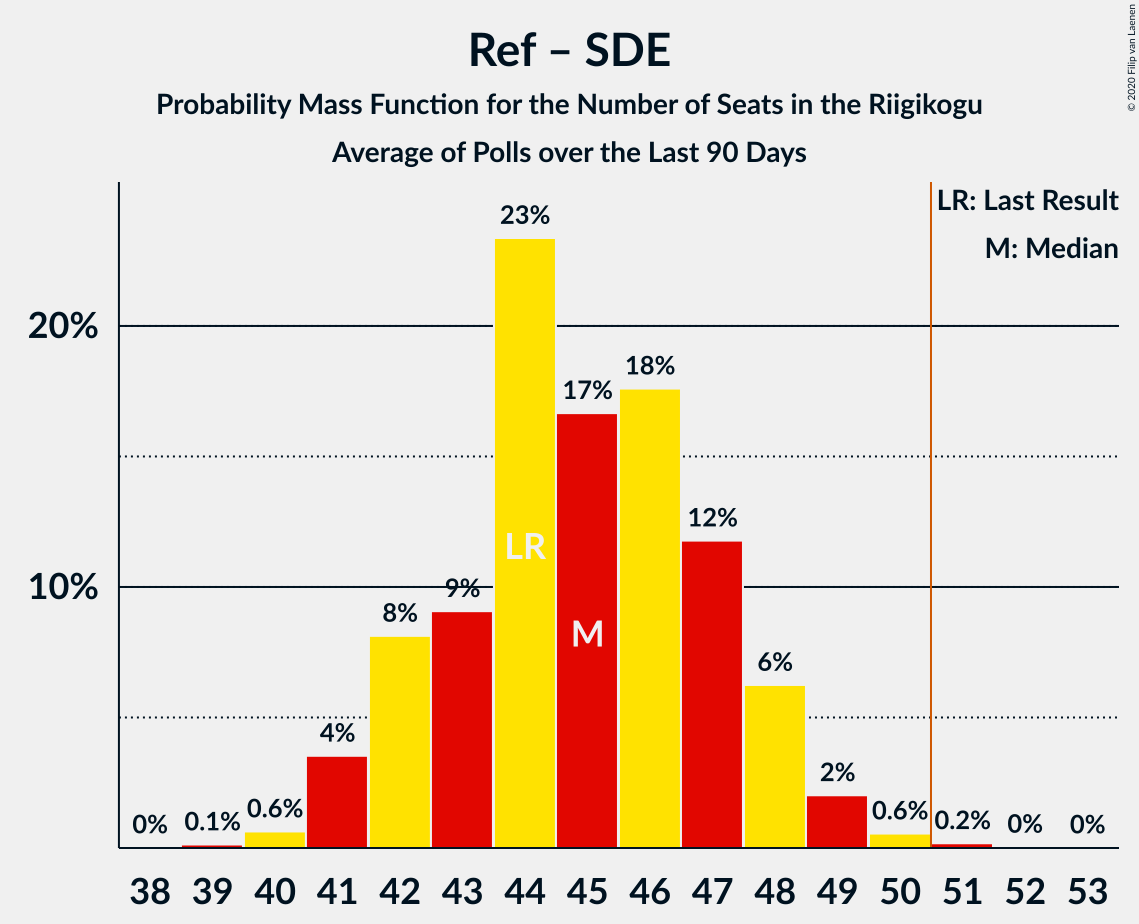 © 2020 Filip van Laenen
Ref – SDE
Probability Mass Function for the Number of Seats in the Riigikogu
Average of Polls over the Last 90 Days
LR: Last Result
M: Median
20%
10%
0% 0.1% 0.6% 4% 8% 9% 23% 17% 18% 12% 6% 2% 0.6% 0.2% 0% 0%
LR
M
38 39 40 41 42 43 44 45 46 47 48 49 50 51 52 53